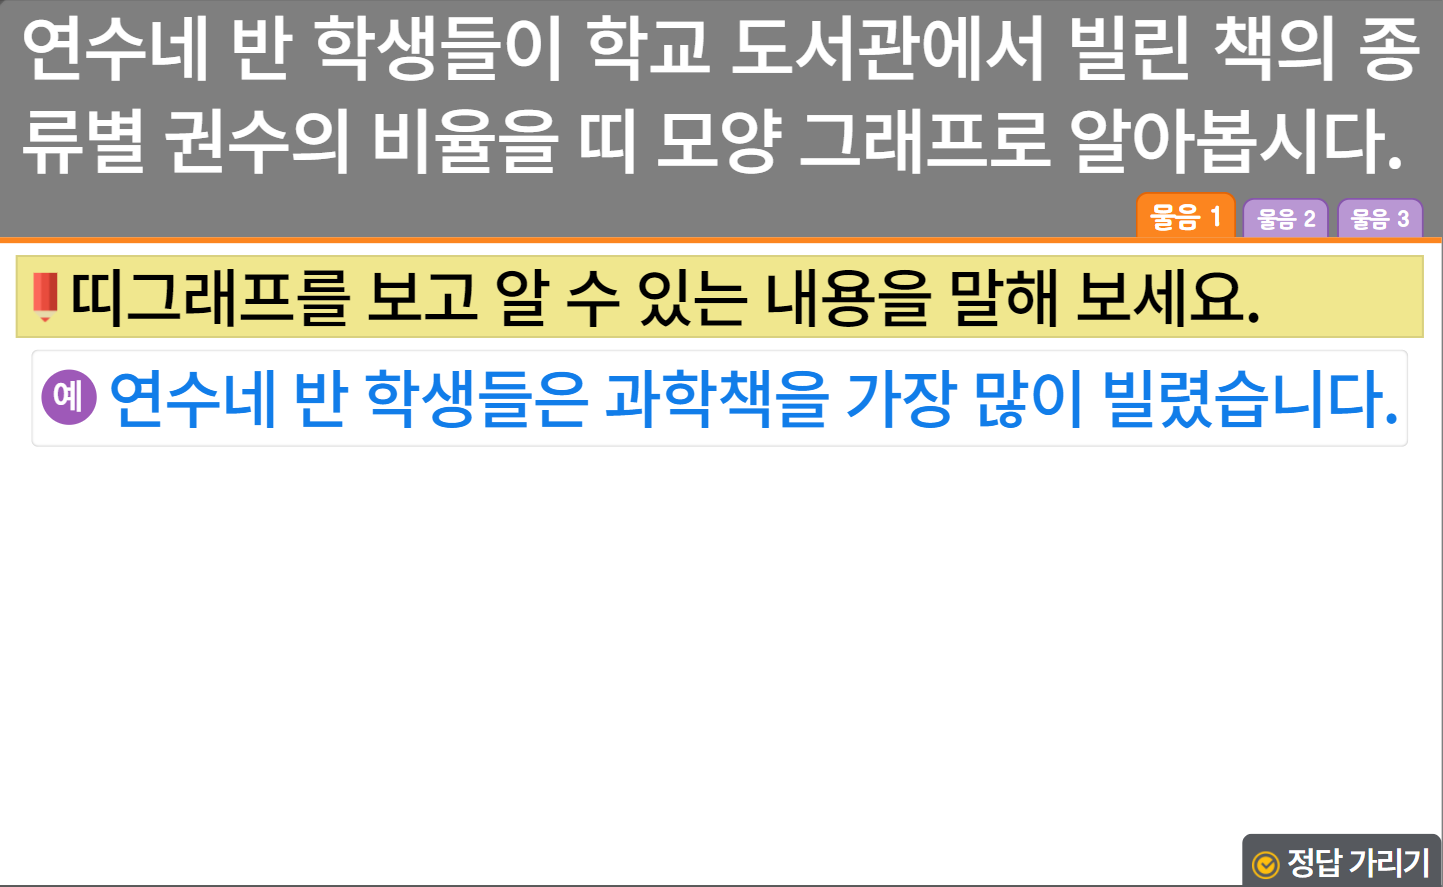 연수네 반 학생들이 학교 도서관에서 빌린 책의 종
류별 권수의 비율을 띠 모양 그래프로 알아봅시다.
물음 1 물음 2 물음 3
띠그래프를 보고 알 수 있는 내용을 말해 보세요.
예 연수네 반 학생들은 과학책을 가장 많이 빌렸습니다.
정답 가리기